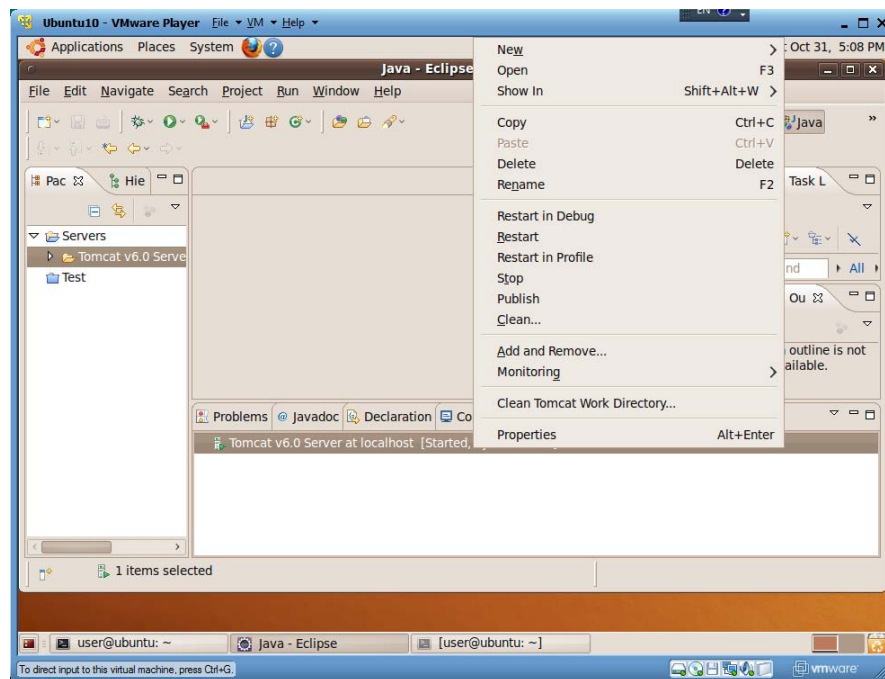 Ubuntu10 - VMware Player File VM Help
EN
Applications Places System Oct 31, 5:08 PM
Java - Eclipse
File Edit Navigate Search Project Run Window Help
Java »
Pac Hie
Task L
Servers
Tomcat v6.0 Serve
Test
All
Ou
outline is not
ailable.
New
Open F3
Show In Shift+Alt+W
Copy Ctrl+C
Paste Ctrl+V
Delete Delete
Rename F2
Restart in Debug
Restart
Restart in Profile
Stop
Publish
Clean...
Add and Remove...
Monitoring
Clean Tomcat Work Directory...
Properties Alt+Enter
Problems Javadoc Declaration Co
Tomcat v6.0 Server at localhost [Started,
1 items selected
user@ubuntu: ~ Java - Eclipse [user@ubuntu: ~]
To direct input to this virtual machine, press Ctrl+G.
vmware